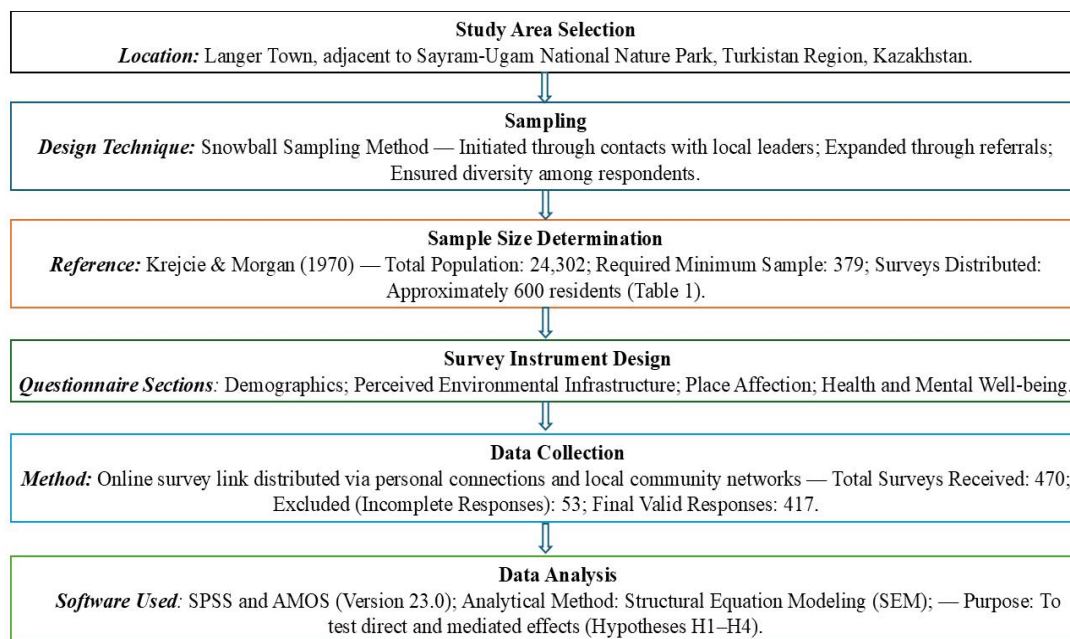 Study Area Selection
Location: Langer Town, adjacent to Sayram-Ugam National Nature Park, Turkistan Region, Kazakhstan.
Sampling
Design Technique: Snowball Sampling Method — Initiated through contacts with local leaders; Expanded through referrals;
Ensured diversity among respondents.
Sample Size Determination
Reference: Krejcie & Morgan (1970) — Total Population: 24,302; Required Minimum Sample: 379; Surveys Distributed:
Approximately 600 residents (Table 1).
Survey Instrument Design
Questionnaire Sections: Demographics; Perceived Environmental Infrastructure; Place Affection; Health and Mental Well-being.
Data Collection
Method: Online survey link distributed via personal connections and local community networks — Total Surveys Received: 470;
Excluded (Incomplete Responses): 53; Final Valid Responses: 417.
Data Analysis
Software Used: SPSS and AMOS (Version 23.0); Analytical Method: Structural Equation Modeling (SEM); — Purpose: To
test direct and mediated effects (Hypotheses H1–H4).